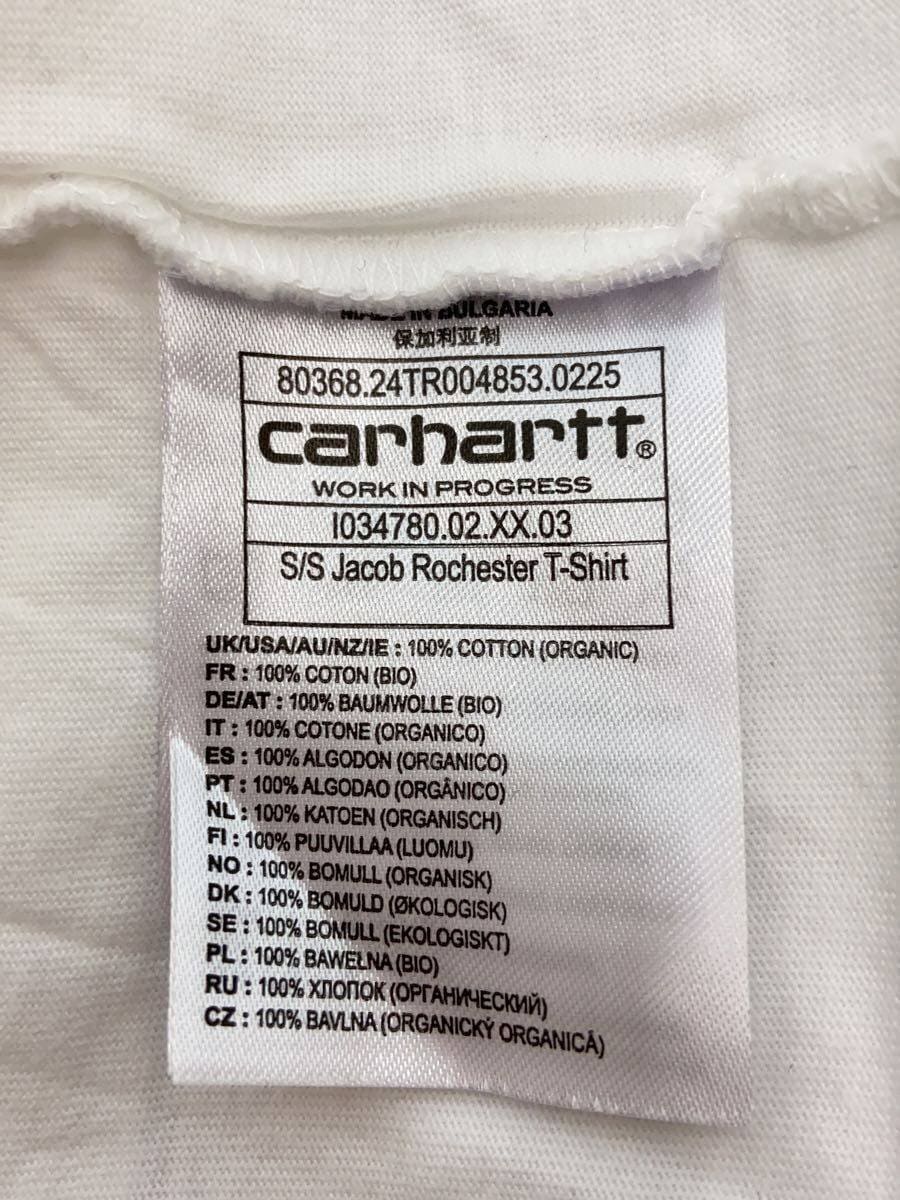 MADE IN BULGARIA
保加利亚制
80368.24TR004853.0225
carhartt®
WORK IN PROGRESS
I034780.02.XX.03
S/S Jacob Rochester T-Shirt
UK/USA/AU/NZ/IE : 100% COTTON (ORGANIC)
FR : 100% COTON (BIO)
DE/AT : 100% BAUMWOLLE (BIO)
IT : 100% COTONE (ORGANICO)
ES : 100% ALGODON (ORGANICO)
PT : 100% ALGODAO (ORGÂNICO)
NL : 100% KATOEN (ORGANISCH)
FI : 100% PUUVILLAA (LUOMU)
NO : 100% BOMULL (ORGANISK)
DK : 100% BOMULD (ØKOLOGISK)
SE : 100% BOMULL (EKOLOGISKT)
PL : 100% BAWEŁNA (BIO)
RU : 100% ХЛОПОК (ОРГАНИЧЕСКИЙ)
CZ : 100% BAVLNA (ORGANICKÝ ORGANICÂ)